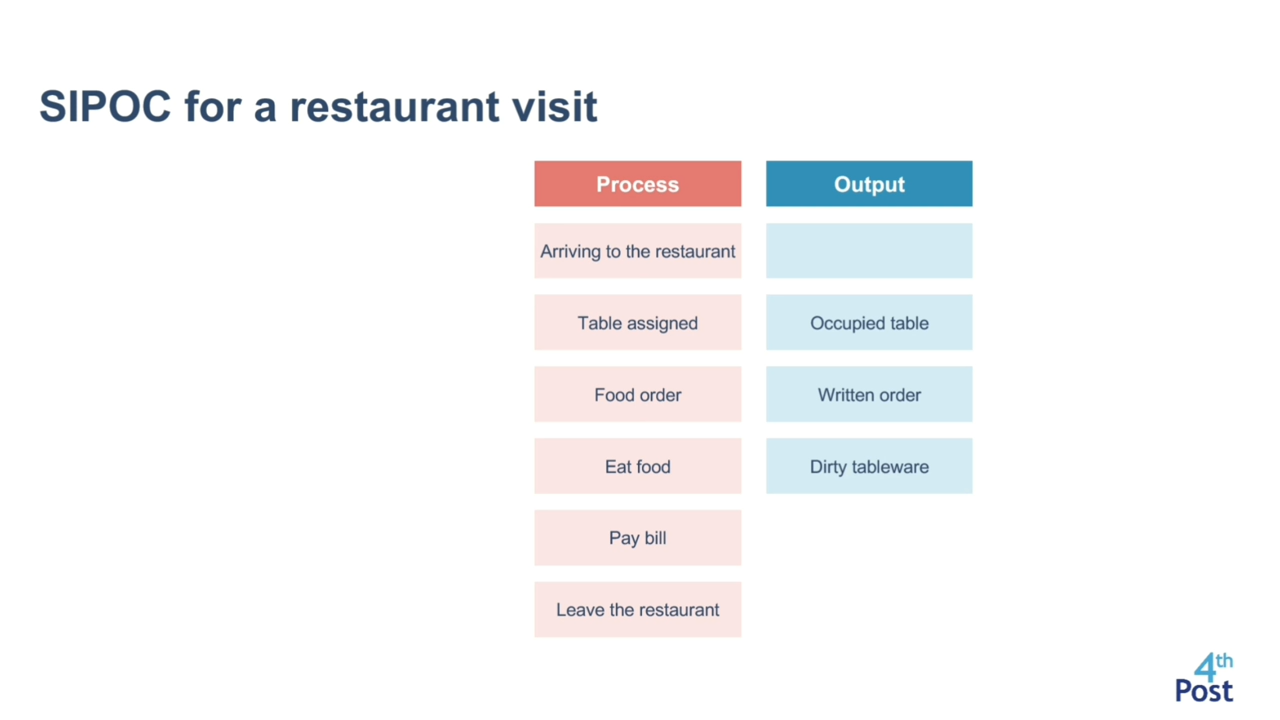 SIPOC for a restaurant visit
Process
Output
Arriving to the restaurant
Table assigned
Occupied table
Food order
Written order
Eat food
Dirty tableware
Pay bill
Leave the restaurant
4th
Post